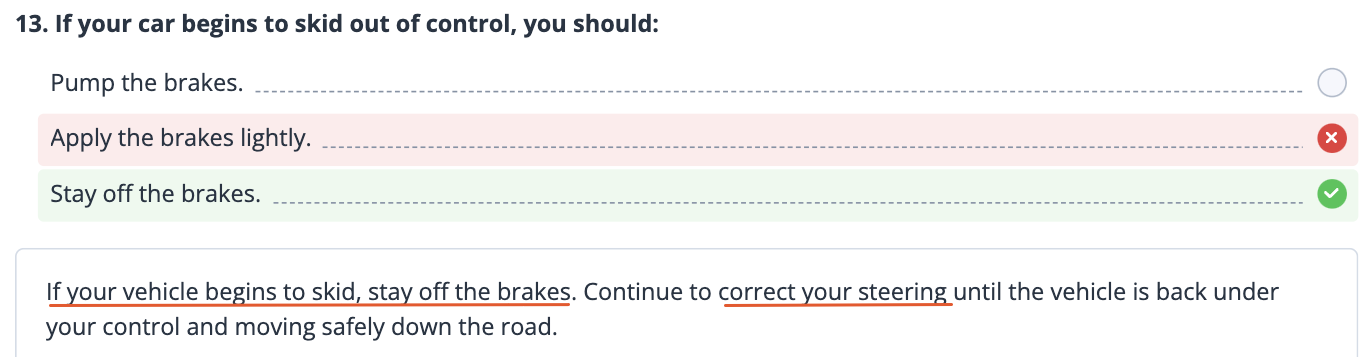 13. If your car begins to skid out of control, you should:
Pump the brakes.
Apply the brakes lightly.
Stay off the brakes.
If your vehicle begins to skid, stay off the brakes. Continue to correct your steering until the vehicle is back under
your control and moving safely down the road.